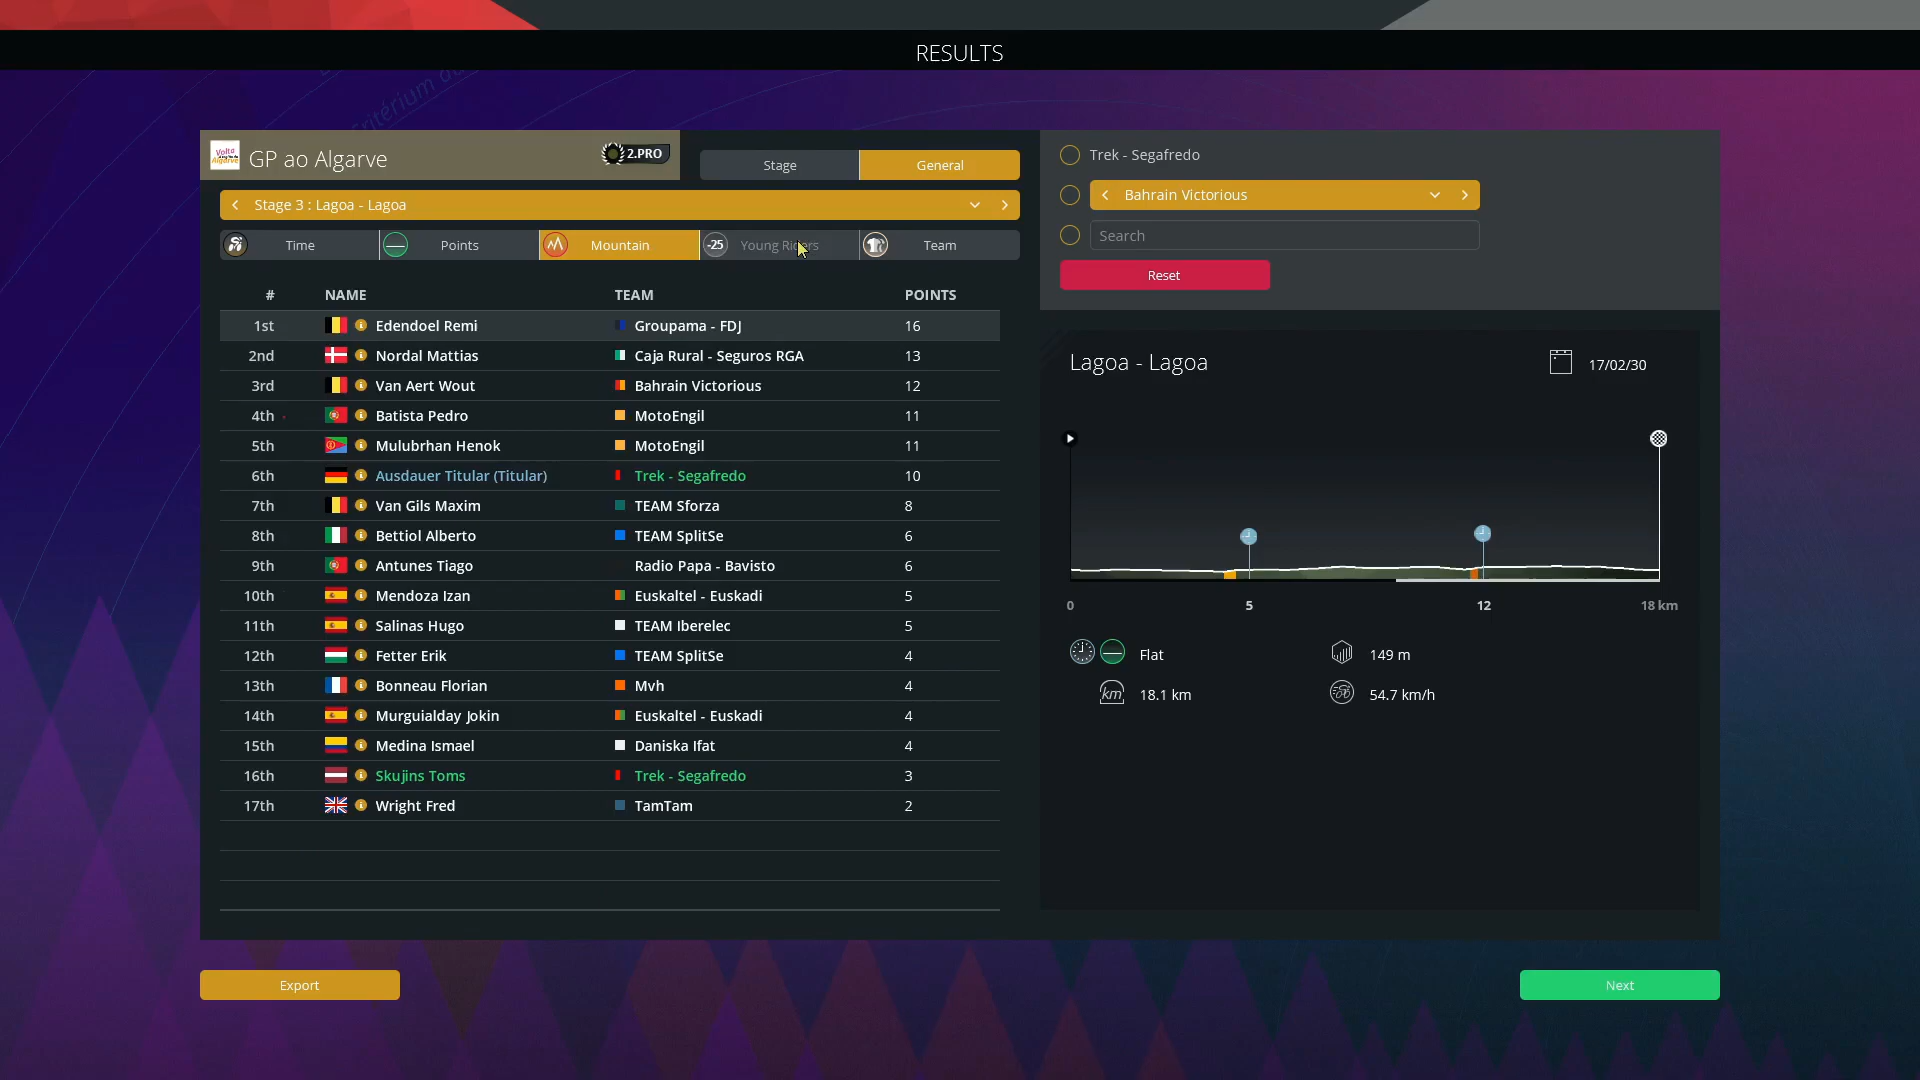 RESULTS
GP ao Algarve
2.PRO
Stage
General
Stage 3 : Lagoa - Lagoa
Time
Points
Mountain
-25
Young Riders
Team
# NAME TEAM POINTS
1st Edendoel Remi Groupama - FDJ 16
2nd Nordal Mattias Caja Rural - Seguros RGA 13
3rd Van Aert Wout Bahrain Victorious 12
4th Batista Pedro MotoEngil 11
5th Mulubrhan Henok MotoEngil 11
6th Ausdauer Titular (Titular) Trek - Segafredo 10
7th Van Gils Maxim TEAM Sforza 8
8th Bettiol Alberto TEAM SplitSe 6
9th Antunes Tiago Radio Papa - Bavisto 6
10th Mendoza Izan Euskaltel - Euskadi 5
11th Salinas Hugo TEAM Iberelec 5
12th Fetter Erik TEAM SplitSe 4
13th Bonneau Florian Mvh 4
14th Murguialday Jokin Euskaltel - Euskadi 4
15th Medina Ismael Daniska Ifat 4
16th Skujins Toms Trek - Segafredo 3
17th Wright Fred TamTam 2
Trek - Segafredo
Bahrain Victorious
Search
Reset
Lagoa - Lagoa
17/02/30
0 5 12 18 km
Flat
149 m
km 18.1 km
54.7 km/h
Export
Next